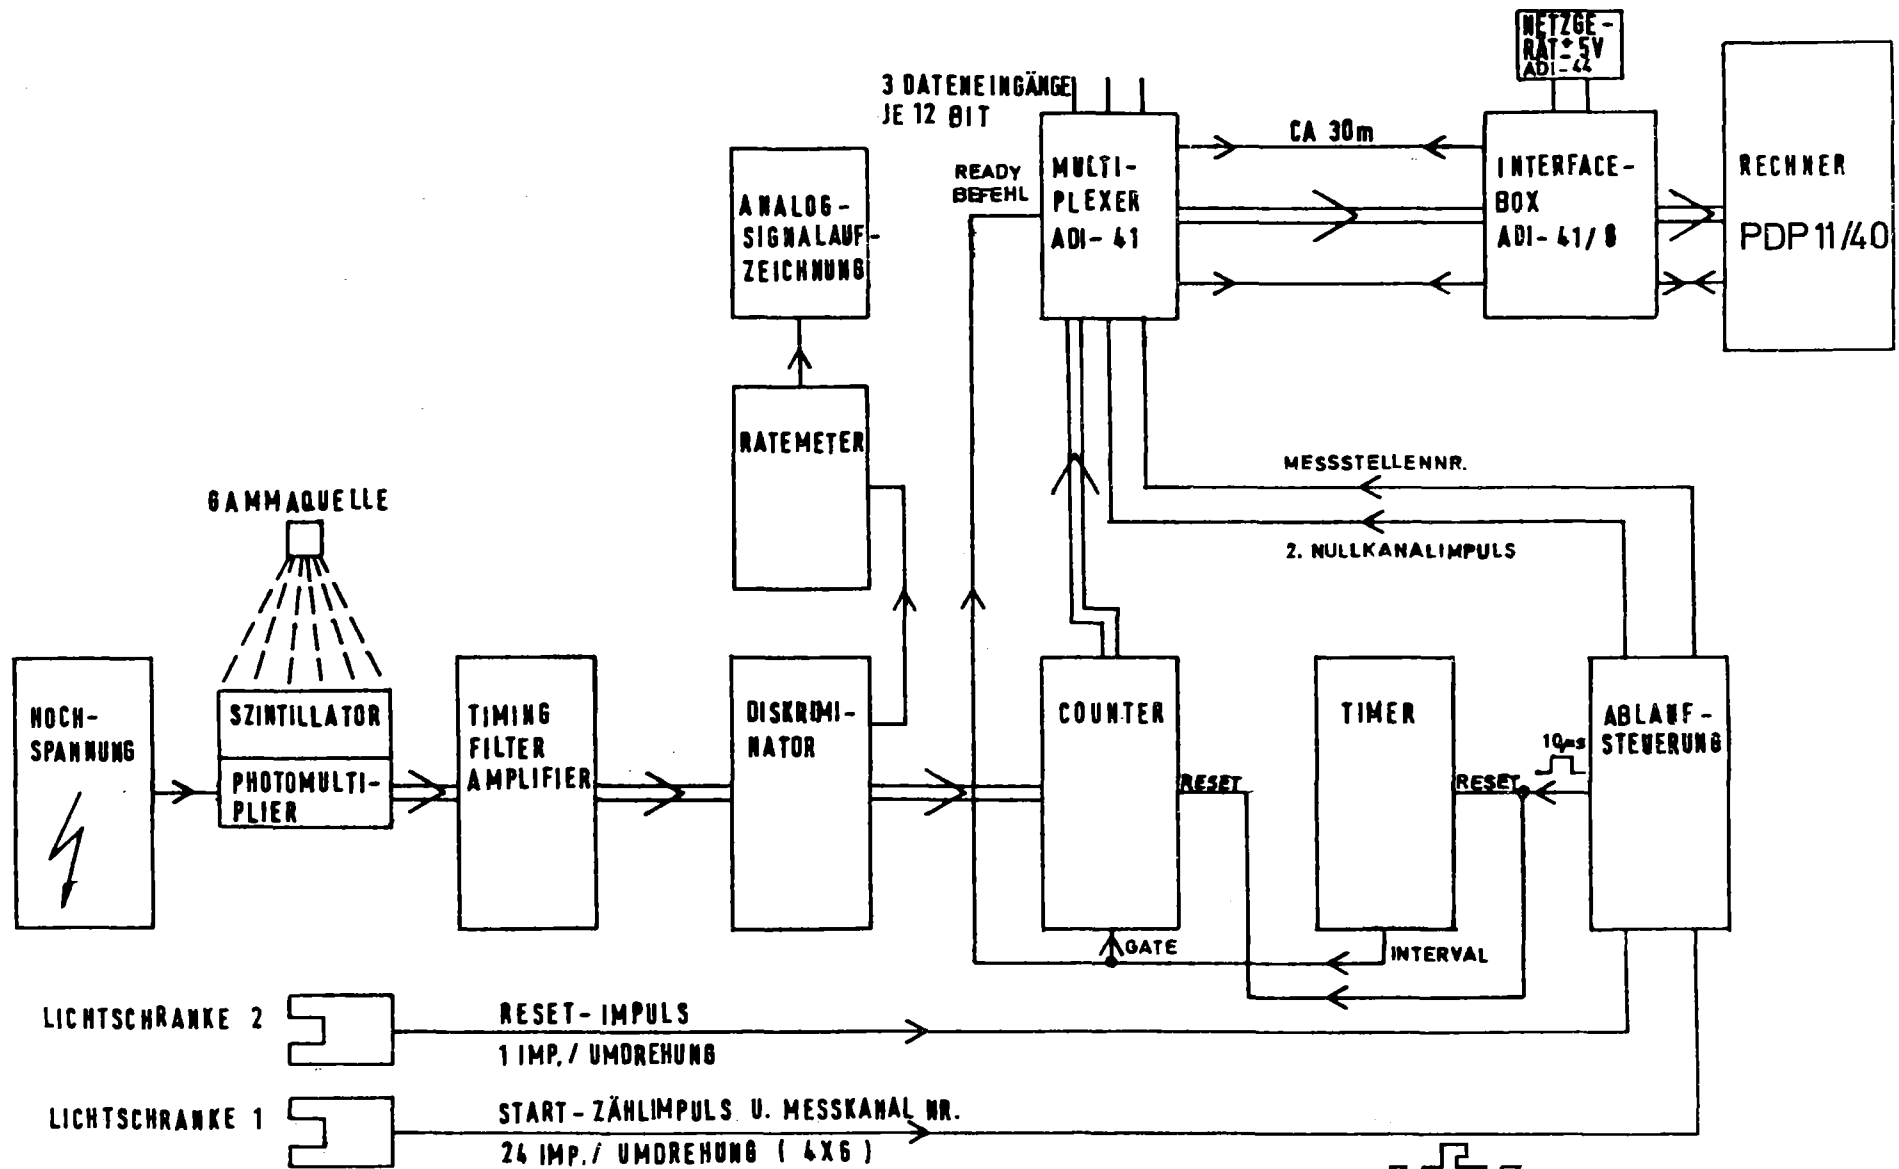 NETZGE-
RÄT ± 5V
ADI-44
3 DATENEINGÄNGE
JE 12 BIT
CA 30m
READY
BEFEHL
MULTI-
PLEXER
ADI-41
INTERFACE-
BOX
ADI-41/8
RECHNER
PDP 11/40
ANALOG-
SIGNALAUF-
ZEICHNUNG
RATEMETER
MESSSTELLENNR.
2. NULLKANALIMPULS
GAMMAQUELLE
HOCH-
SPANNUNG
SZINTILLATOR
PHOTOMULTI-
PLIER
TIMING
FILTER
AMPLIFIER
DISKRIMI-
NATOR
COUNTER
RESET
TIMER
RESET
10µs
ABLAUF-
STEUERUNG
GATE
INTERVAL
LICHTSCHRANKE 2
RESET-IMPULS
1 IMP./ UMDREHUNG
LICHTSCHRANKE 1
START-ZÄHLIMPULS U. MESSKANAL NR.
24 IMP./ UMDREHUNG ( 4X6 )